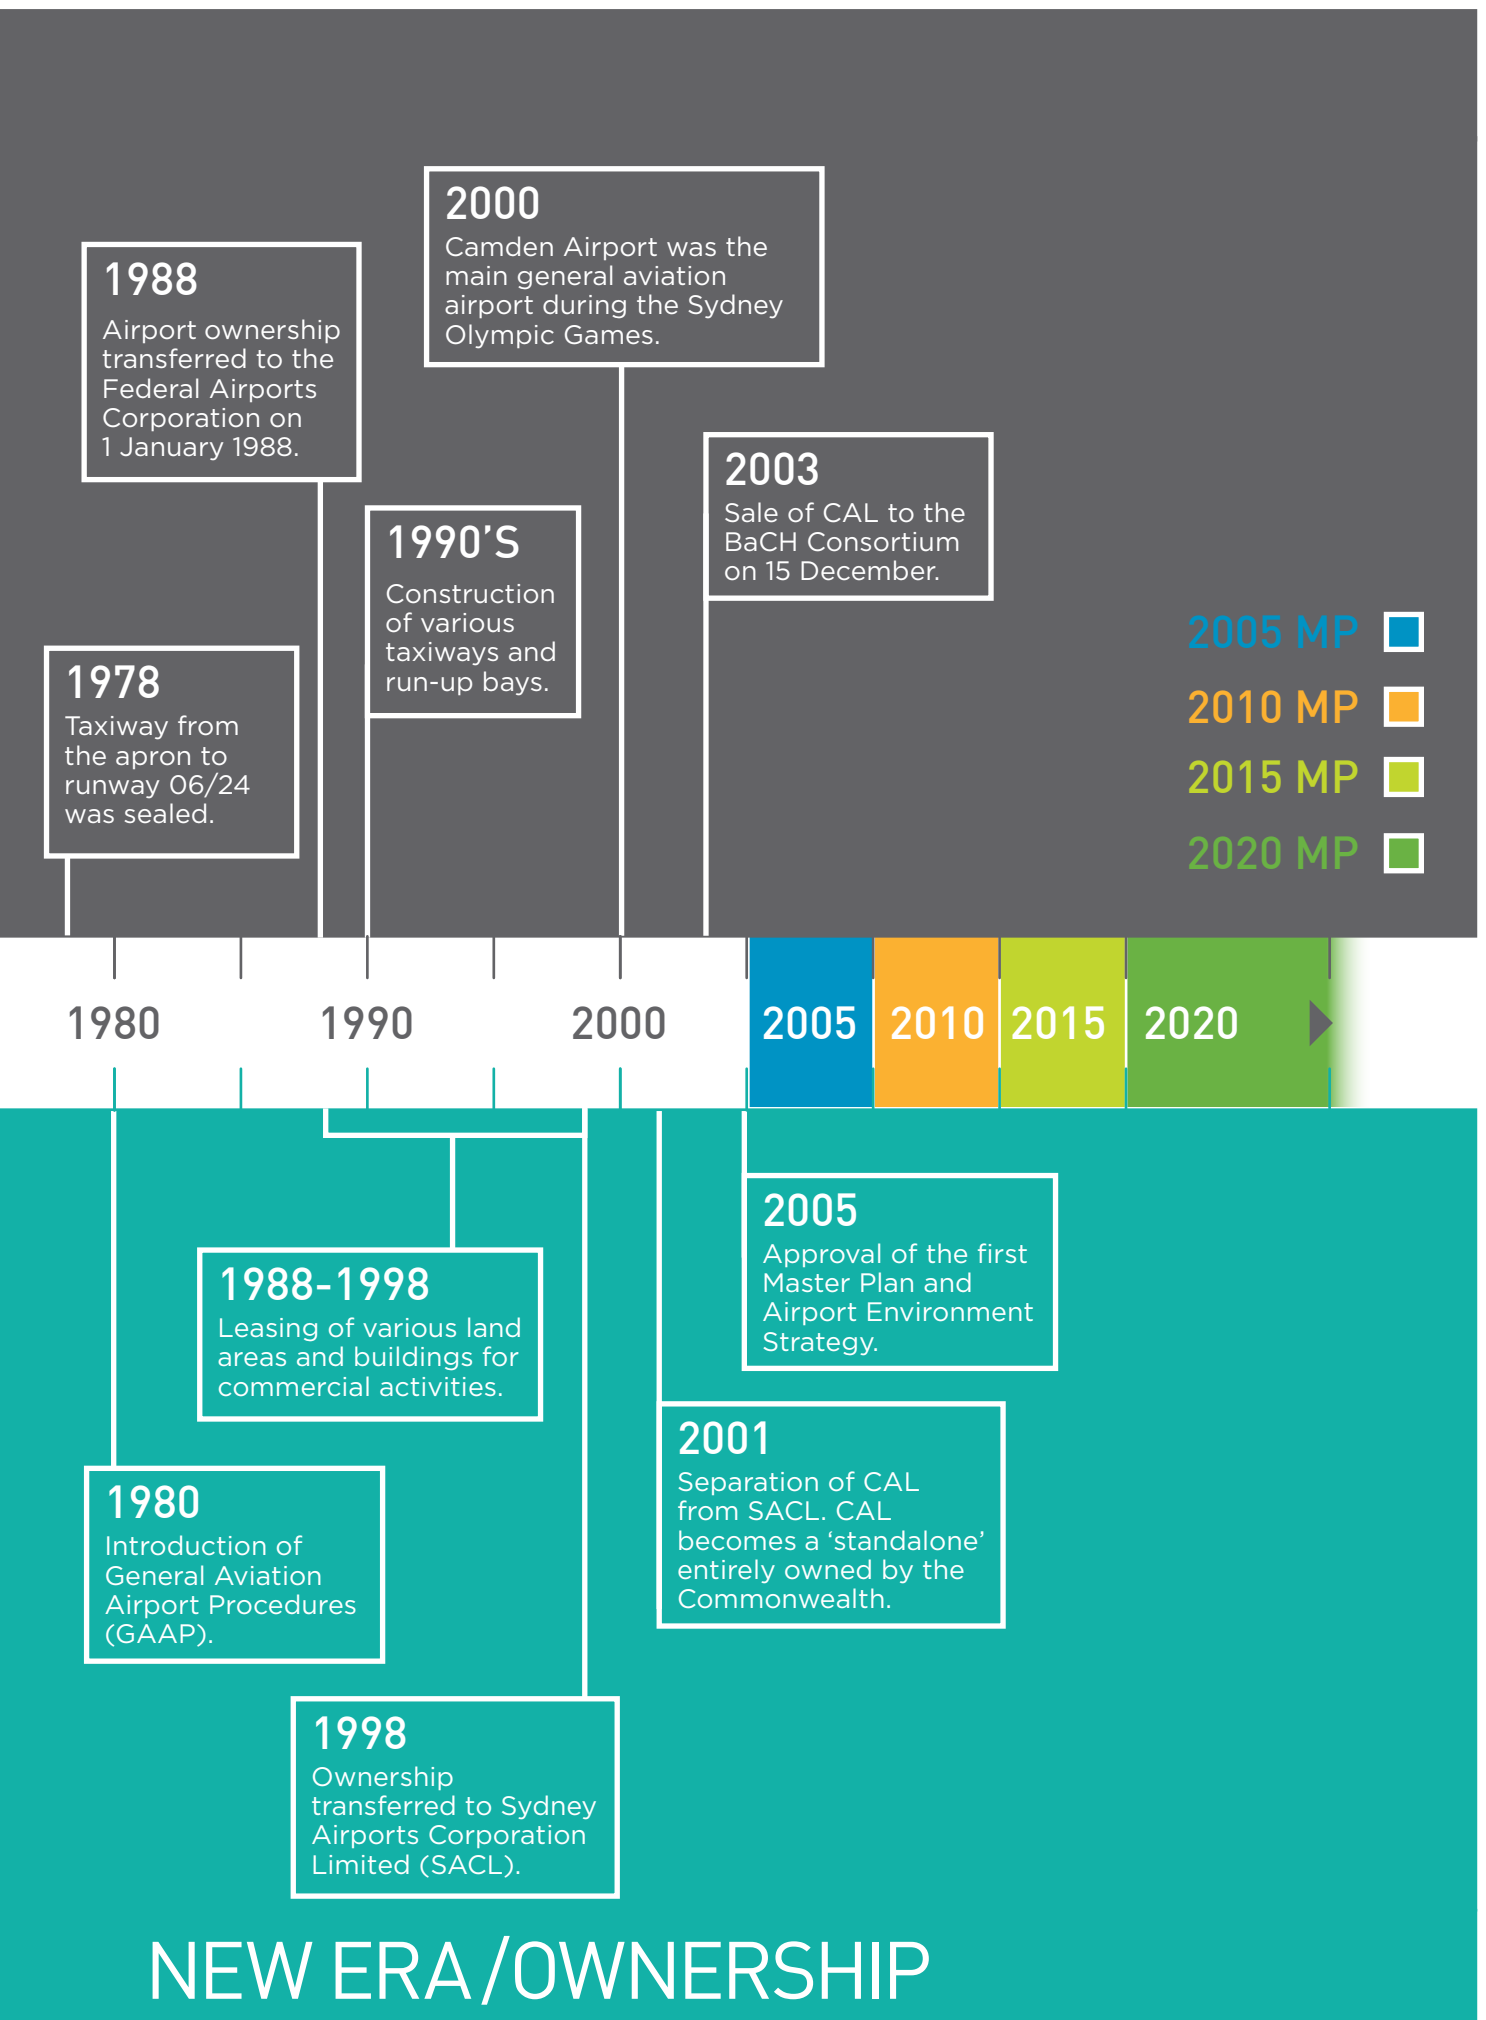 2000
Camden Airport was the
main general aviation
airport during the Sydney
Olympic Games.
1988
Airport ownership
transferred to the
Federal Airports
Corporation on
1 January 1988.
2003
Sale of CAL to the
BaCH Consortium
on 15 December.
1990'S
Construction
of various
taxiways and
run-up bays.
1978
Taxiway from
the apron to
runway 06/24
was sealed.
2005 MP
2010 MP
2015 MP
2020 MP
1980
1990
2000
2005
2010
2015
2020
2005
Approval of the first
Master Plan and
Airport Environment
Strategy.
1988-1998
Leasing of various land
areas and buildings for
commercial activities.
2001
Separation of CAL
from SACL. CAL
becomes a ‘standalone’
entirely owned by the
Commonwealth.
1980
Introduction of
General Aviation
Airport Procedures
(GAAP).
1998
Ownership
transferred to Sydney
Airports Corporation
Limited (SACL).
NEW ERA/OWNERSHIP